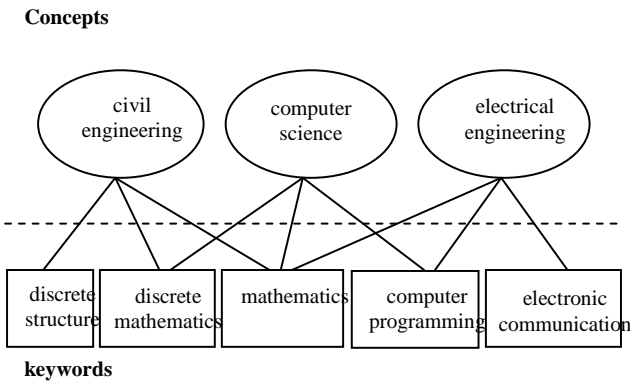 Concepts
civil
engineering
computer
science
electrical
engineering
discrete
structure
discrete
mathematics
mathematics
computer
programming
electronic
communication
keywords